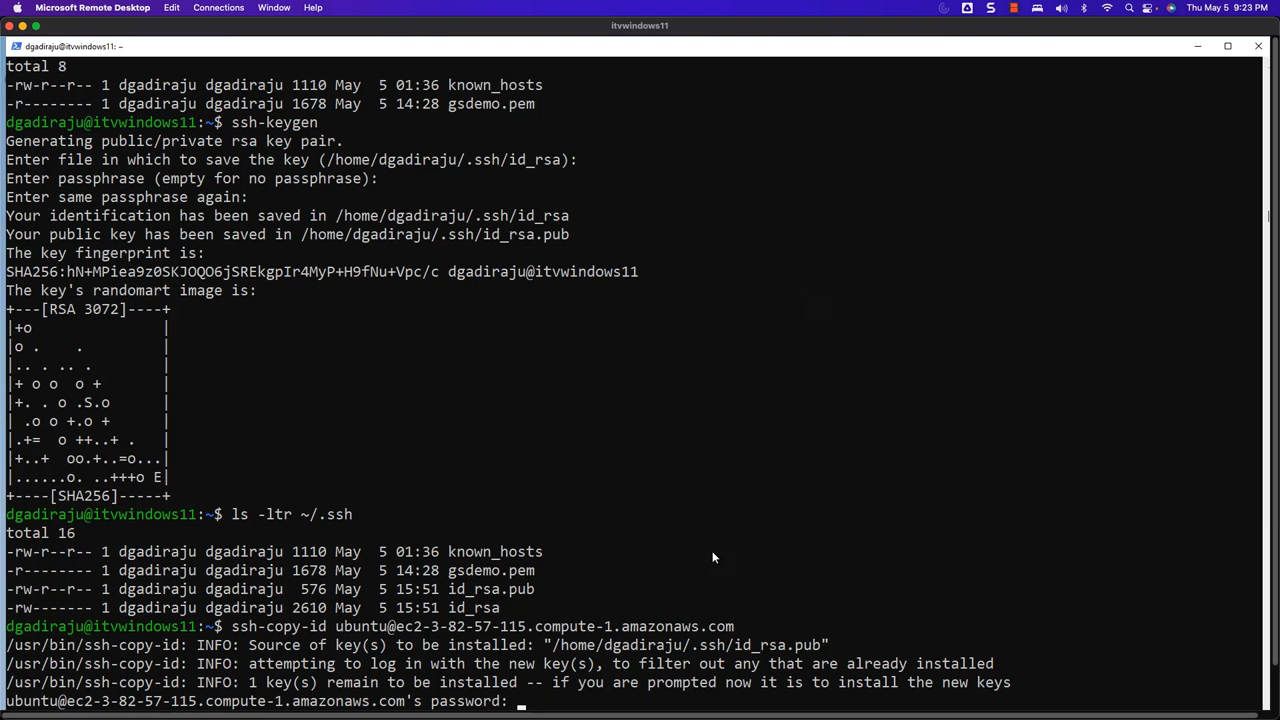 Microsoft Remote Desktop Edit Connections Window Help
Thu May 5 9:23 PM
itvwindows11
dgadiraju@itvwindows11: ~
total 8
-rw-r--r-- 1 dgadiraju dgadiraju 1110 May  5 01:36 known_hosts
-r-------- 1 dgadiraju dgadiraju 1678 May  5 14:28 gsdemo.pem
dgadiraju@itvwindows11:~$ ssh-keygen
Generating public/private rsa key pair.
Enter file in which to save the key (/home/dgadiraju/.ssh/id_rsa):
Enter passphrase (empty for no passphrase):
Enter same passphrase again:
Your identification has been saved in /home/dgadiraju/.ssh/id_rsa
Your public key has been saved in /home/dgadiraju/.ssh/id_rsa.pub
The key fingerprint is:
SHA256:hN+MPiea9z0SKJOQO6jSREkgpIr4MyP+H9fNu+Vpc/c dgadiraju@itvwindows11
The key's randomart image is:
+---[RSA 3072]----+
|+o               |
|o .    .         |
|.. . .. .        |
|+ o o  o +       |
|+. . o .S.o      |
| .o o +.o +      |
|.+=  o ++..+ .   |
|+..+  oo.+..=o...|
|......o. ..+++o E|
+----[SHA256]-----+
dgadiraju@itvwindows11:~$ ls -ltr ~/.ssh
total 16
-rw-r--r-- 1 dgadiraju dgadiraju 1110 May  5 01:36 known_hosts
-r-------- 1 dgadiraju dgadiraju 1678 May  5 14:28 gsdemo.pem
-rw-r--r-- 1 dgadiraju dgadiraju  576 May  5 15:51 id_rsa.pub
-rw------- 1 dgadiraju dgadiraju 2610 May  5 15:51 id_rsa
dgadiraju@itvwindows11:~$ ssh-copy-id ubuntu@ec2-3-82-57-115.compute-1.amazonaws.com
/usr/bin/ssh-copy-id: INFO: Source of key(s) to be installed: "/home/dgadiraju/.ssh/id_rsa.pub"
/usr/bin/ssh-copy-id: INFO: attempting to log in with the new key(s), to filter out any that are already installed
/usr/bin/ssh-copy-id: INFO: 1 key(s) remain to be installed -- if you are prompted now it is to install the new keys
ubuntu@ec2-3-82-57-115.compute-1.amazonaws.com's password: